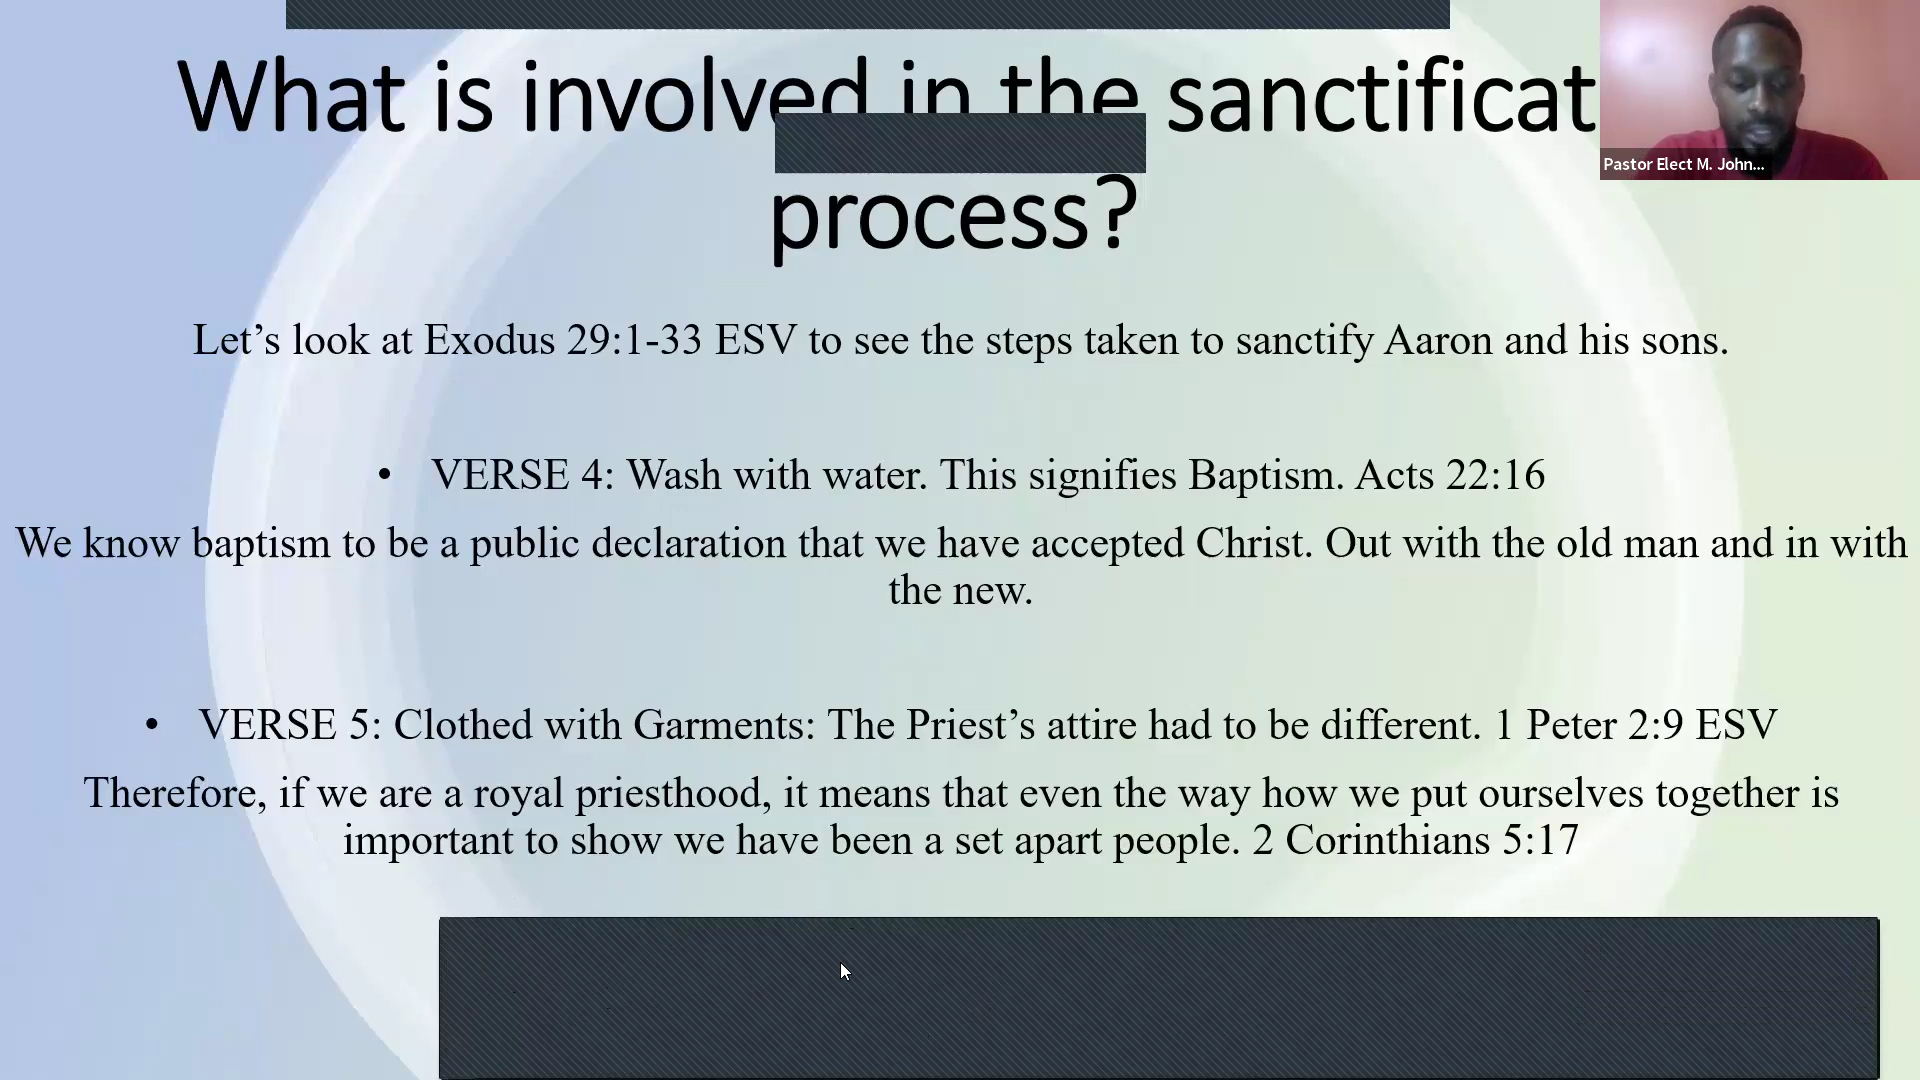 What is involved in the sanctificat
process?
Pastor Elect M. John...
Let’s look at Exodus 29:1-33 ESV to see the steps taken to sanctify Aaron and his sons.
• VERSE 4: Wash with water. This signifies Baptism. Acts 22:16
We know baptism to be a public declaration that we have accepted Christ. Out with the old man and in with
the new.
• VERSE 5: Clothed with Garments: The Priest’s attire had to be different. 1 Peter 2:9 ESV
Therefore, if we are a royal priesthood, it means that even the way how we put ourselves together is
important to show we have been a set apart people. 2 Corinthians 5:17